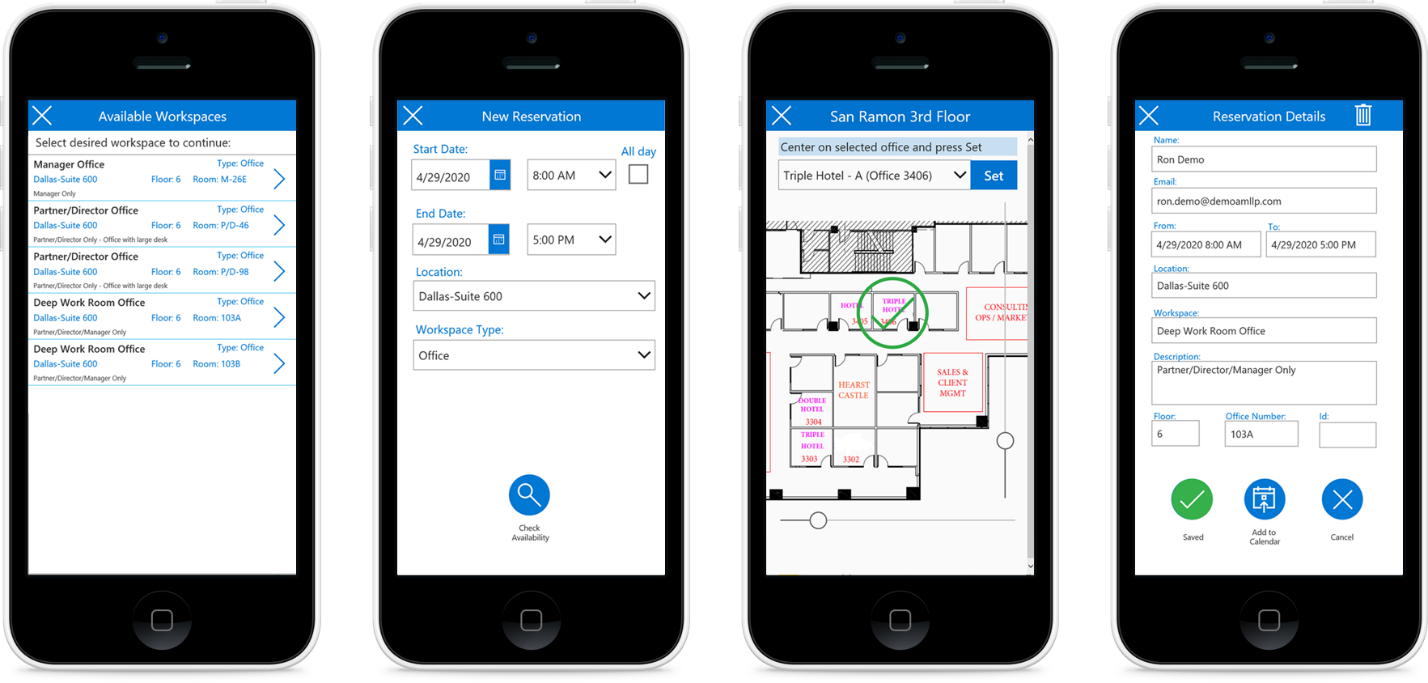 Available Workspaces
Select desired workspace to continue:
Manager Office Type: Office
Dallas-Suite 600 Floor: 6 Room: M-26E
Manager Only
Partner/Director Office Type: Office
Dallas-Suite 600 Floor: 6 Room: P/D-46
Partner/Director Only - Office with large desk
Partner/Director Office Type: Office
Dallas-Suite 600 Floor: 6 Room: P/D-98
Partner/Director Only - Office with large desk
Deep Work Room Office Type: Office
Dallas-Suite 600 Floor: 6 Room: 103A
Partner/Director/Manager Only
Deep Work Room Office Type: Office
Dallas-Suite 600 Floor: 6 Room: 103B
Partner/Director/Manager Only
New Reservation
Start Date:
All day
4/29/2020 8:00 AM
End Date:
4/29/2020 5:00 PM
Location:
Dallas-Suite 600
Workspace Type:
Office
Check
Availability
San Ramon 3rd Floor
Center on selected office and press Set
Triple Hotel - A (Office 3406) Set
HOTEL
3405
TRIPLE
HOTEL
3406
CONSULTIN
OPS / MARKE
HEARST
CASTLE
SALES &
CLIENT
MGMT
DOUBLE
HOTEL
3304
TRIPLE
HOTEL
3303 3302
Reservation Details
Name:
Ron Demo
Email:
ron.demo@demoamllp.com
From: To:
4/29/2020 8:00 AM 4/29/2020 5:00 PM
Location:
Dallas-Suite 600
Workspace:
Deep Work Room Office
Description:
Partner/Director/Manager Only
Floor: Office Number: Id:
6 103A
Saved
Add to
Calendar
Cancel